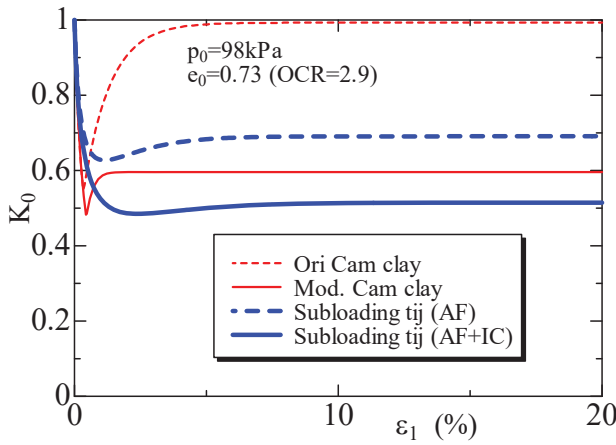 1
p₀=98kPa
e₀=0.73 (OCR=2.9)
0.8
0.6
K₀
0.4
Ori Cam clay
Mod. Cam clay
Subloading tij (AF)
Subloading tij (AF+IC)
0.2
0
0 10 20
ε₁ (%)